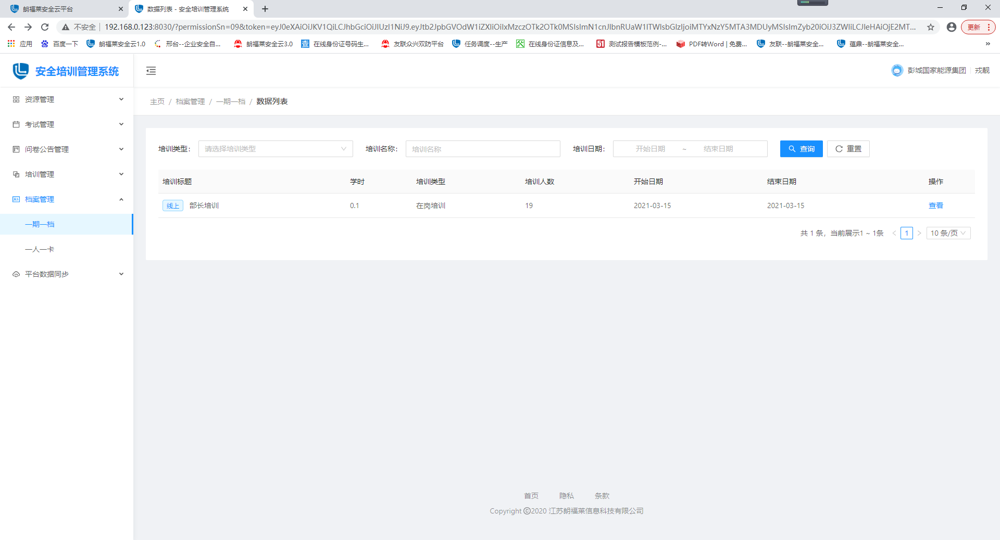 朗福莱安全云平台
数据列表 - 安全培训管理系统
不安全 192.168.0.123:8030/?permissionSn=09&token=eyJ0eXAiOiJKV1QiLCJhbGciOiJIUzI1NiJ9.eyJtb2JpbGVOdW1iZXIiOiIxMzczOTk2OTk0MSIsImN1cnJlbnRUaW1lTWlsbGlzIjoiMTYxNzY5MTA3MDUyMSIsImZyb20iOiJ3ZWIiLCJleHAiOjE2MT...
更新
应用 百度一下 朗福莱安全云1.0 邢台--企业安全自... 朗福莱安全云3.0 在线身份证号码生... 友联众兴双防平台 任务调度--生产 在线身份证信息及... 测试报告模板范例-... PDF转Word | 免费... 友联--朗福莱安全... 蕴鼎--朗福莱安全... »
安全培训管理系统
彭城国家能源集团 戎靓
资源管理
考试管理
问卷公告管理
培训管理
档案管理
一期一档
一人一卡
平台数据同步
主页 / 档案管理 / 一期一档 / 数据列表
培训类型: 请选择培训类型 培训名称: 培训名称 培训日期: 开始日期 ~ 结束日期 查询 重置
培训标题 学时 培训类型 培训人数 开始日期 结束日期 操作
线上 部长培训 0.1 在岗培训 19 2021-03-15 2021-03-15 查看
共 1 条，当前展示1 ~ 1条 < 1 > 10 条/页
首页 隐私 条款
Copyright ©2020 江苏朗福莱信息科技有限公司